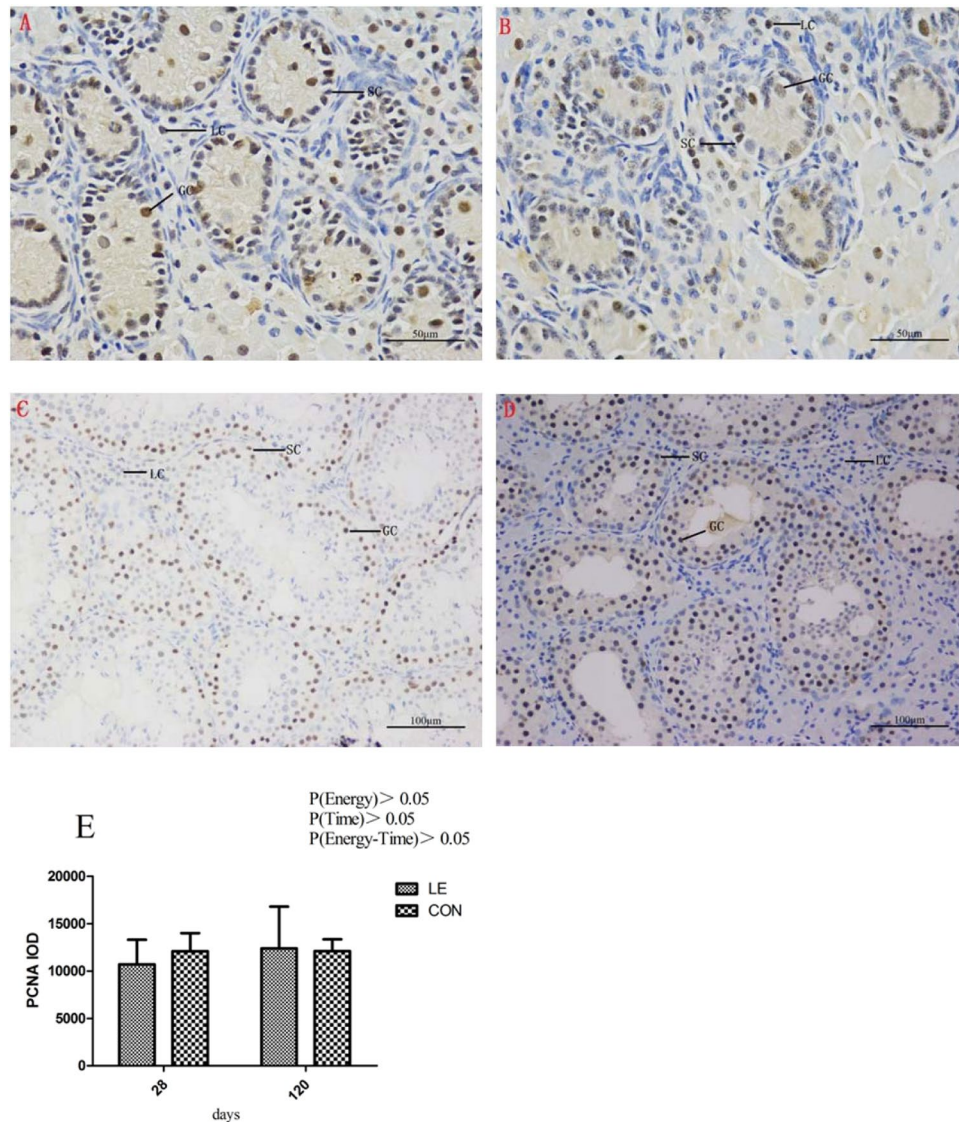 A
SC
LC
GC
50μm
B
LC
GC
SC
50μm
C
SC
LC
GC
100μm
D
SC
LC
GC
100μm
E
P(Energy)> 0.05
P(Time)> 0.05
P(Energy-Time)> 0.05
20000
15000
10000
5000
0
PCNA IOD
LE
CON
28
120
days